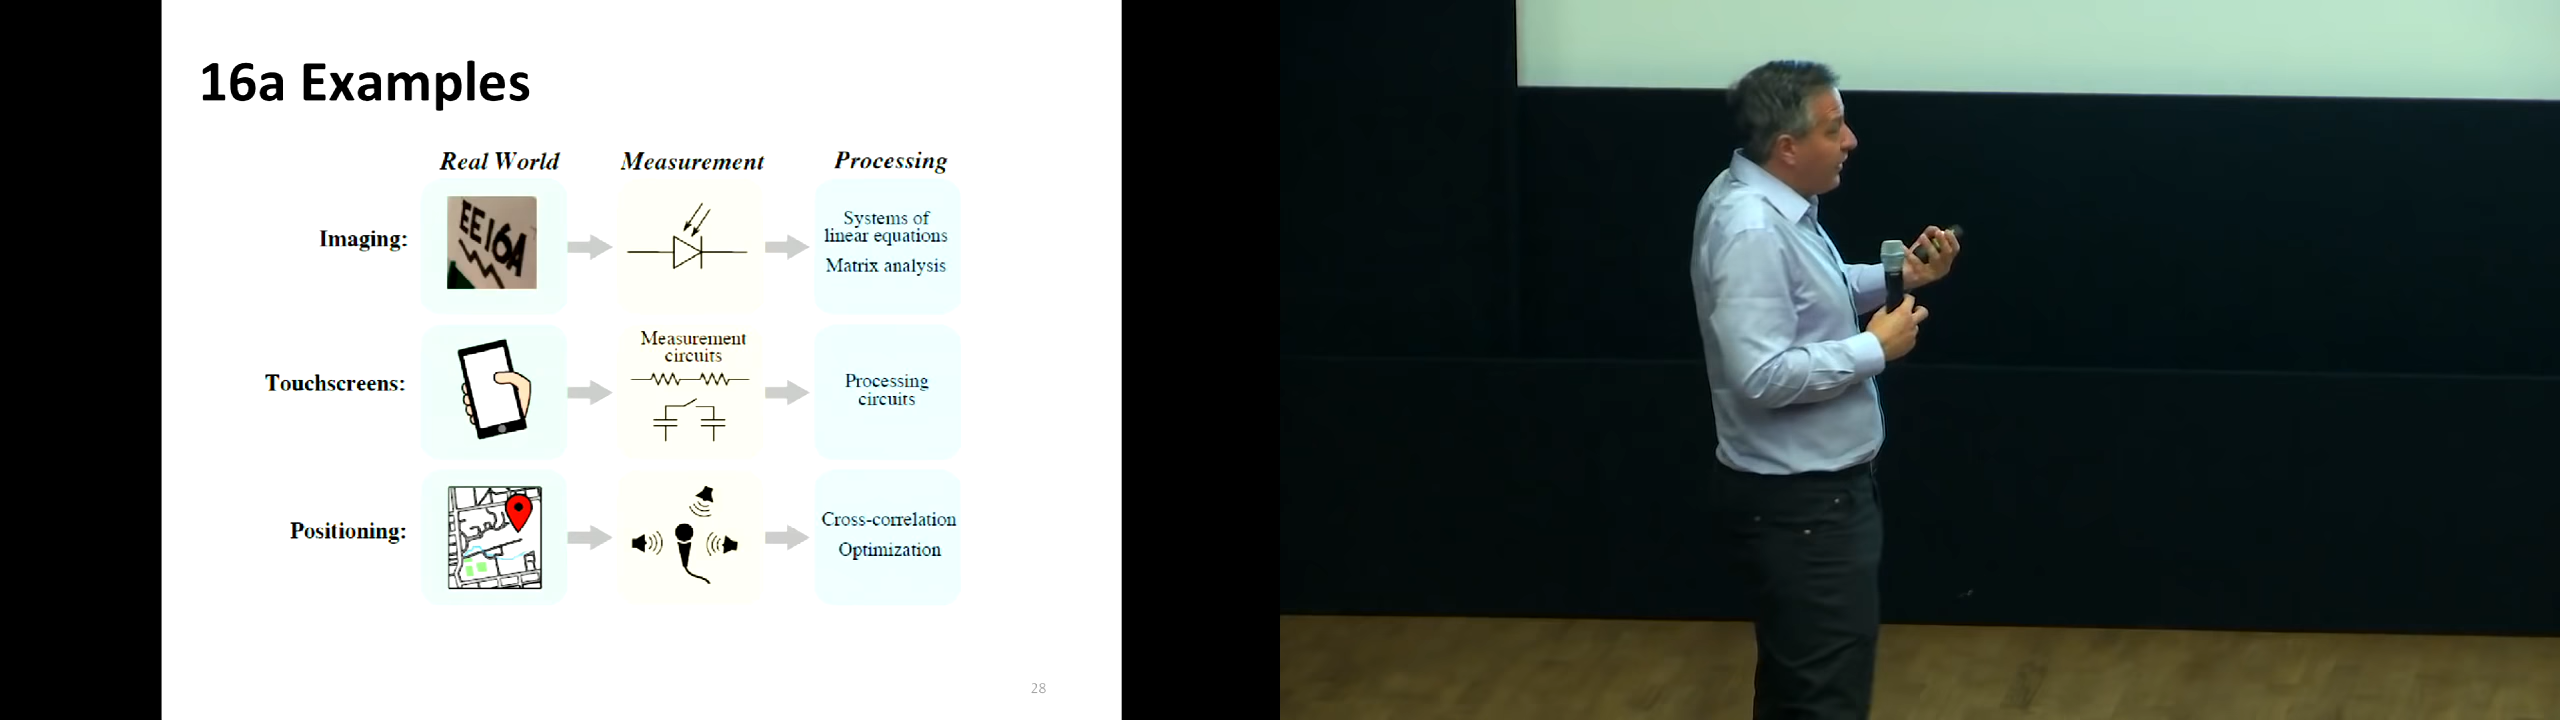 16a Examples
Real World
Measurement
Processing
Imaging:
EE16A
Systems of
linear equations
Matrix analysis
Touchscreens:
Measurement
circuits
Processing
circuits
Positioning:
Cross-correlation
Optimization
28